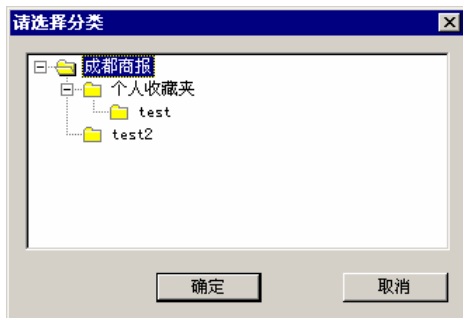 请选择分类
成都商报
个人收藏夹
test
test2
确定
取消